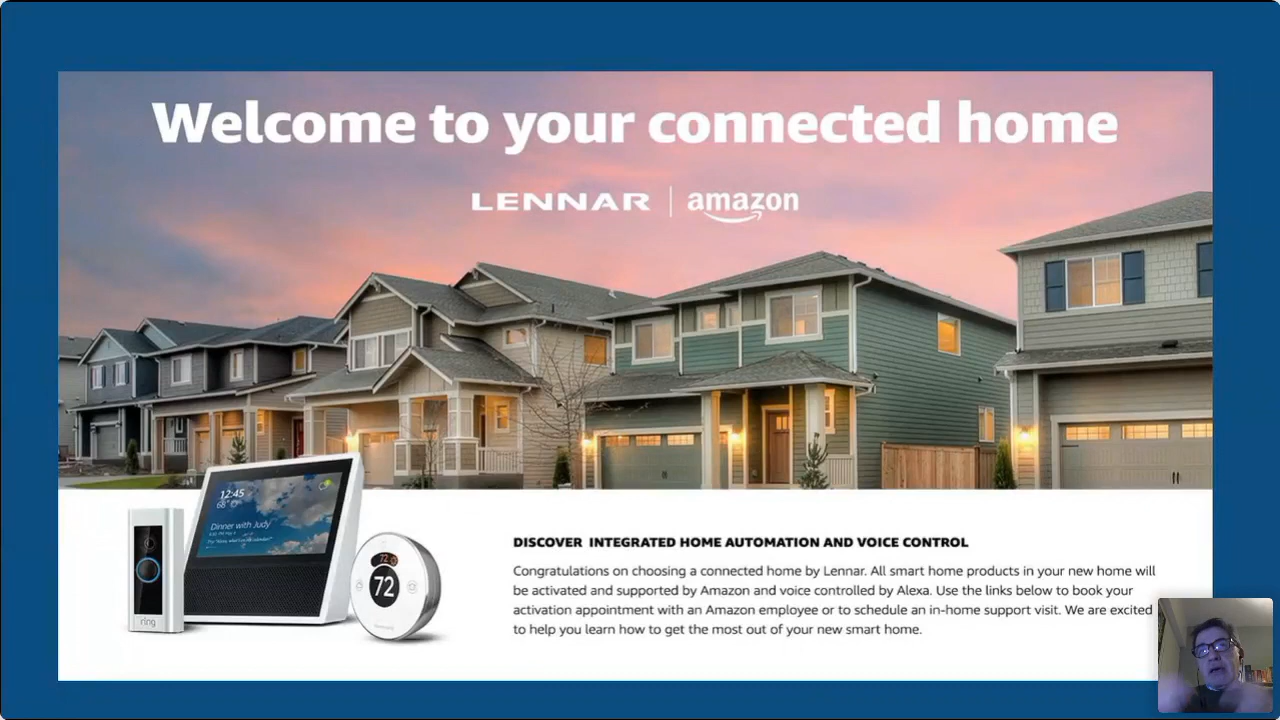 Welcome to your connected home
LENNAR | amazon
12:45
68°
Dinner with Judy
72
72
ring
DISCOVER INTEGRATED HOME AUTOMATION AND VOICE CONTROL
Congratulations on choosing a connected home by Lennar. All smart home products in your new home will
be activated and supported by Amazon and voice controlled by Alexa. Use the links below to book your
activation appointment with an Amazon employee or to schedule an in-home support visit. We are excited
to help you learn how to get the most out of your new smart home.